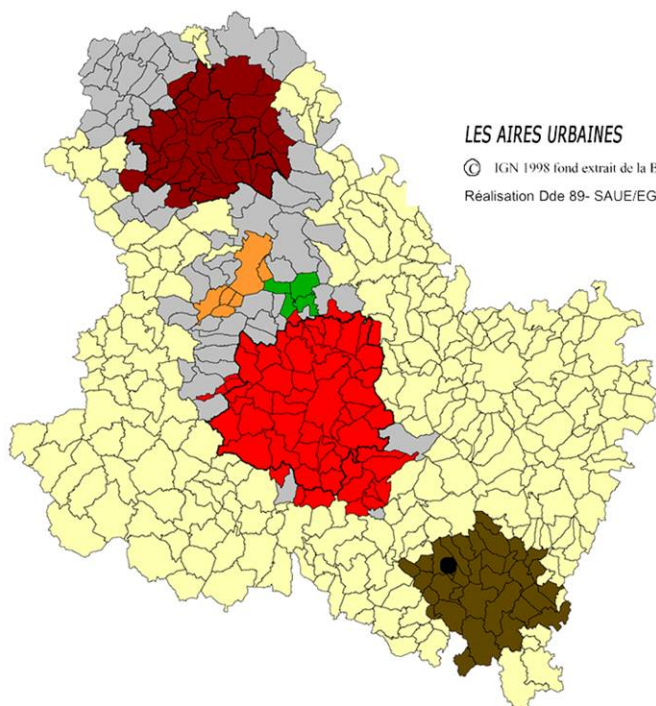 LES AIRES URBAINES
© IGN 1998 fond extrait de la B
Réalisation Dde 89- SAUE/EG